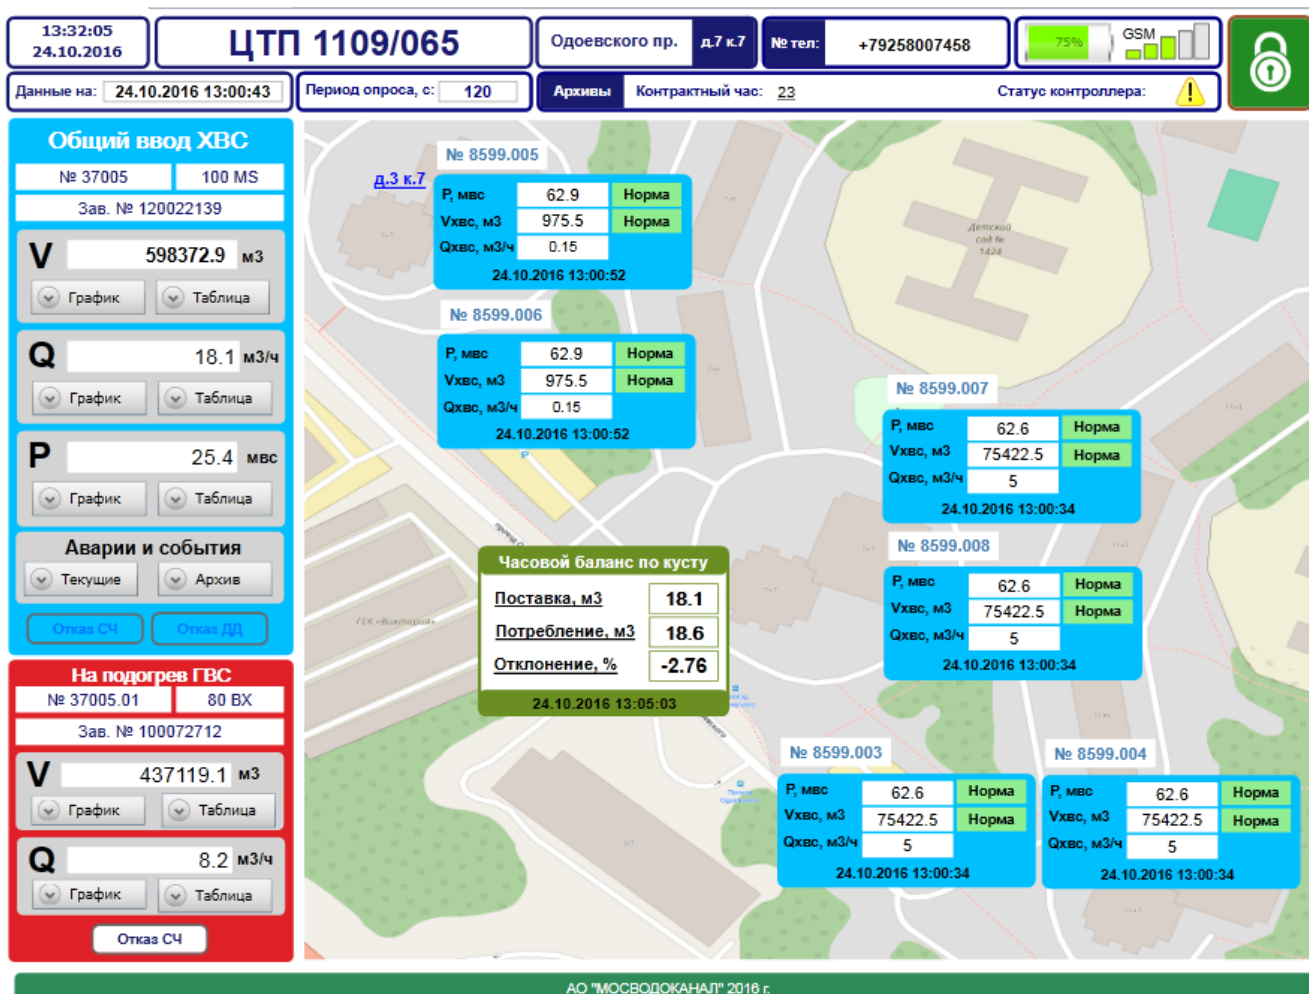 13:32:05
24.10.2016
ЦТП 1109/065
Одоевского пр. д.7 к.7
№ тел: +79258007458
75%
GSM
Данные на: 24.10.2016 13:00:43
Период опроса, с: 120
Архивы Контрактный час: 23
Статус контроллера:
Общий ввод ХВС
№ 37005 100 MS
Зав. № 120022139
V 598372.9 м3
График Таблица
Q 18.1 м3/ч
График Таблица
P 25.4 мвс
График Таблица
Аварии и события
Текущие Архив
Отказ СЧ Отказ ДД
На подогрев ГВС
№ 37005.01 80 ВХ
Зав. № 100072712
V 437119.1 м3
График Таблица
Q 8.2 м3/ч
График Таблица
Отказ СЧ
д.3 к.7
№ 8599.005
Р, мвс 62.9 Норма
Vхвс, м3 975.5 Норма
Qхвс, м3/ч 0.15
24.10.2016 13:00:52
Детский
сад №
1424
№ 8599.006
Р, мвс 62.9 Норма
Vхвс, м3 975.5 Норма
Qхвс, м3/ч 0.15
24.10.2016 13:00:52
P
№ 8599.007
Р, мвс 62.6 Норма
Vхвс, м3 75422.5 Норма
Qхвс, м3/ч 5
24.10.2016 13:00:34
№ 8599.008
Р, мвс 62.6 Норма
Vхвс, м3 75422.5 Норма
Qхвс, м3/ч 5
24.10.2016 13:00:34
ГСК «Виктория»
Часовой баланс по кусту
Поставка, м3 18.1
Потребление, м3 18.6
Отклонение, % -2.76
24.10.2016 13:05:03
№ 8599.003
Р, мвс 62.6 Норма
Vхвс, м3 75422.5 Норма
Qхвс, м3/ч 5
24.10.2016 13:00:34
№ 8599.004
Р, мвс 62.6 Норма
Vхвс, м3 75422.5 Норма
Qхвс, м3/ч 5
24.10.2016 13:00:34
АО "МОСВОДОКАНАЛ" 2016 г.